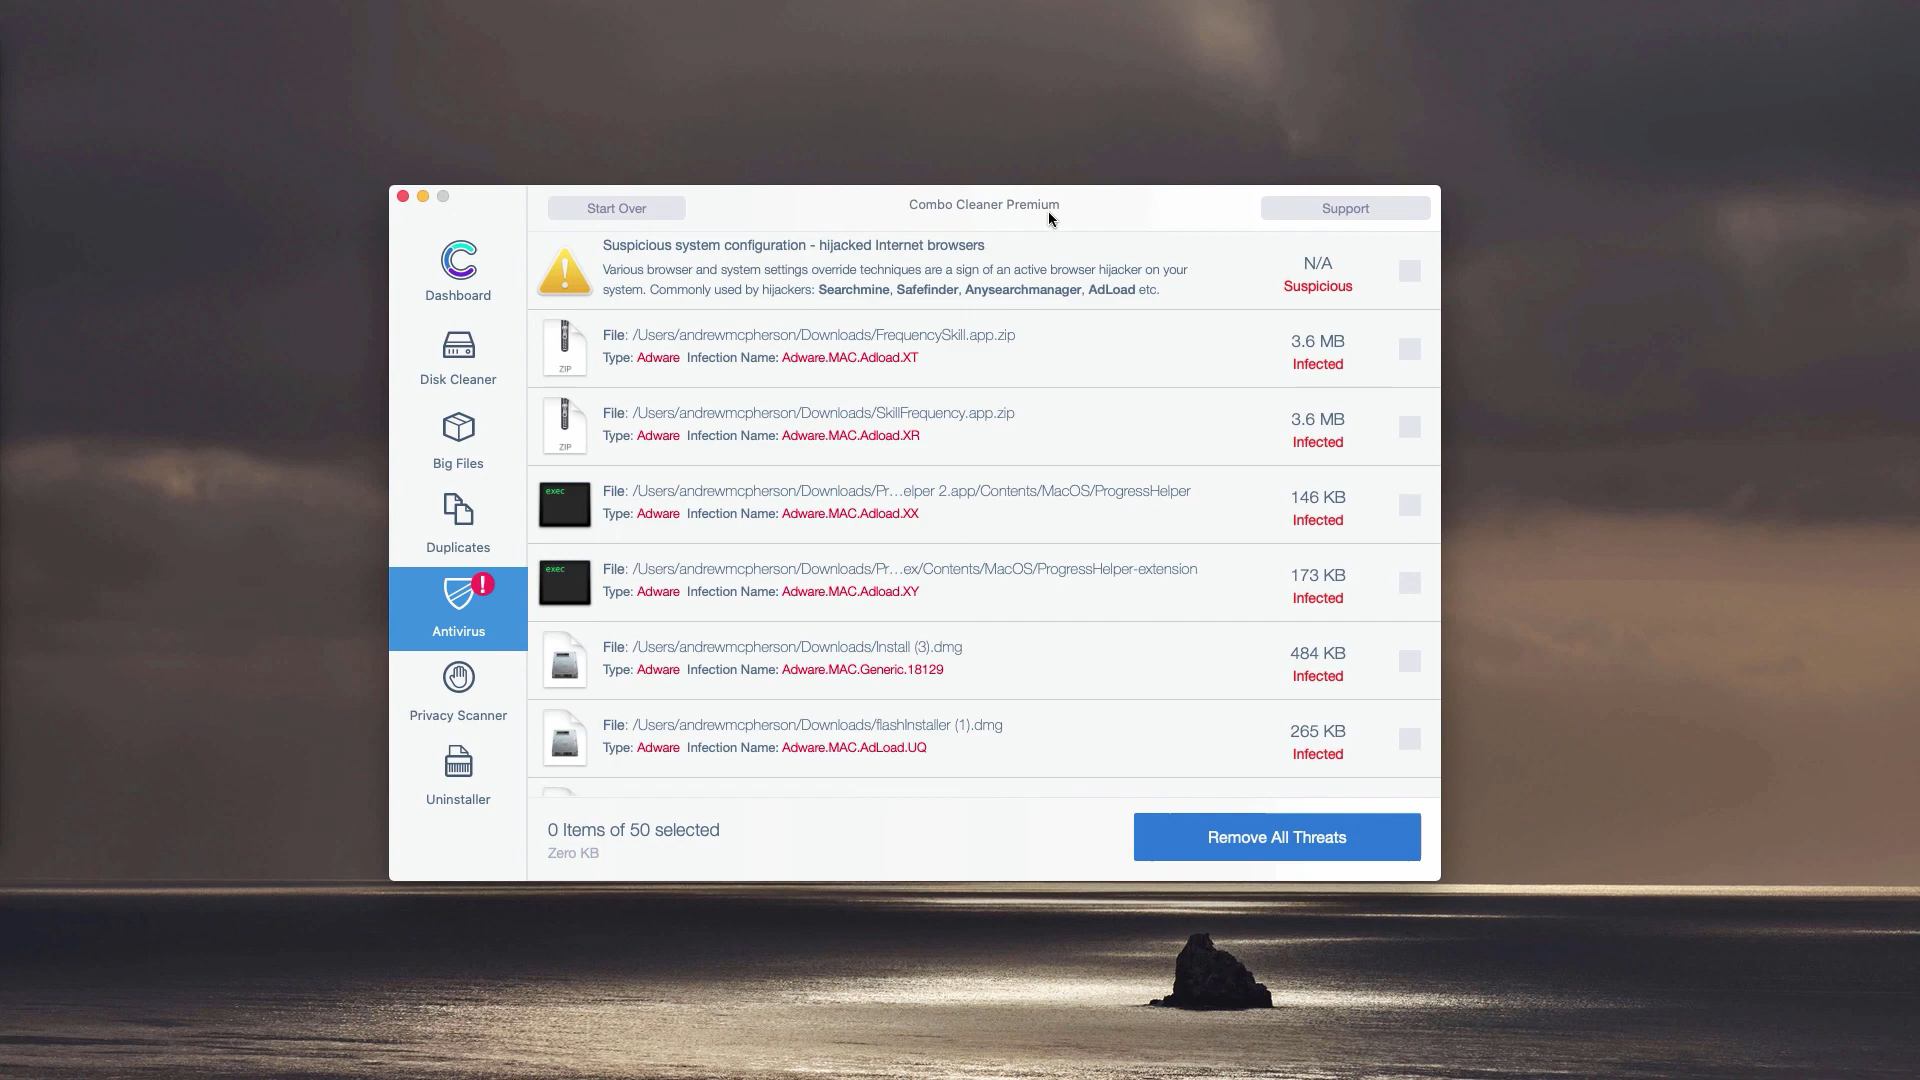 Start Over
Combo Cleaner Premium
Support
Dashboard
Disk Cleaner
Big Files
Duplicates
!
Antivirus
Privacy Scanner
Uninstaller
Suspicious system configuration - hijacked Internet browsers
Various browser and system settings override techniques are a sign of an active browser hijacker on your
system. Commonly used by hijackers: Searchmine, Safefinder, Anysearchmanager, AdLoad etc.
N/A
Suspicious
ZIP
File: /Users/andrewmcpherson/Downloads/FrequencySkill.app.zip
Type: Adware Infection Name: Adware.MAC.Adload.XT
3.6 MB
Infected
ZIP
File: /Users/andrewmcpherson/Downloads/SkillFrequency.app.zip
Type: Adware Infection Name: Adware.MAC.Adload.XR
3.6 MB
Infected
exec
File: /Users/andrewmcpherson/Downloads/Pr...elper 2.app/Contents/MacOS/ProgressHelper
Type: Adware Infection Name: Adware.MAC.Adload.XX
146 KB
Infected
exec
File: /Users/andrewmcpherson/Downloads/Pr...ex/Contents/MacOS/ProgressHelper-extension
Type: Adware Infection Name: Adware.MAC.Adload.XY
173 KB
Infected
File: /Users/andrewmcpherson/Downloads/Install (3).dmg
Type: Adware Infection Name: Adware.MAC.Generic.18129
484 KB
Infected
File: /Users/andrewmcpherson/Downloads/flashInstaller (1).dmg
Type: Adware Infection Name: Adware.MAC.AdLoad.UQ
265 KB
Infected
0 Items of 50 selected
Zero KB
Remove All Threats